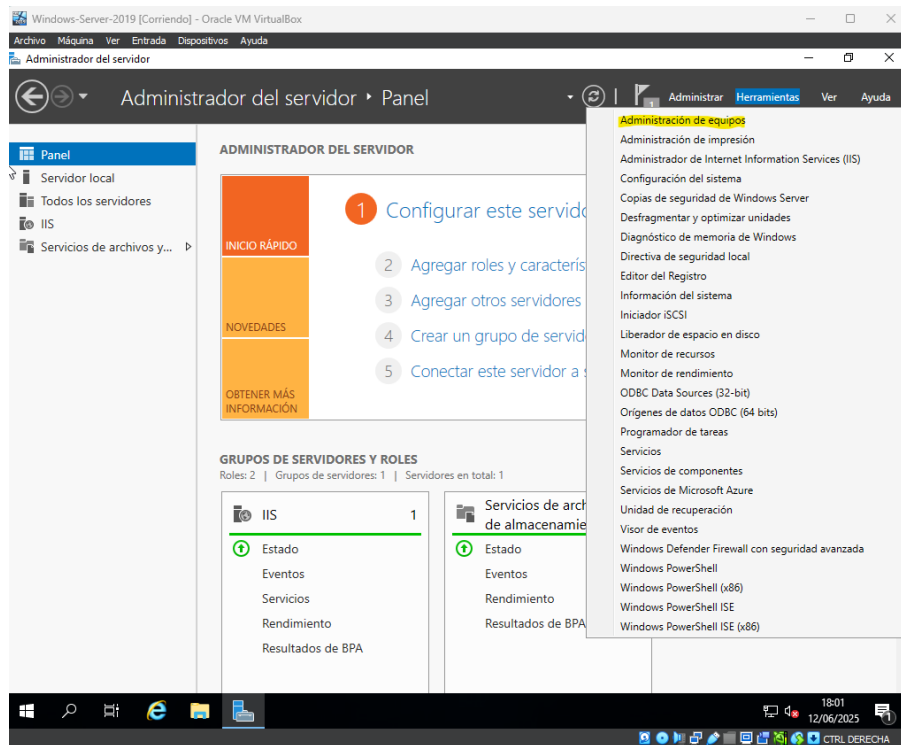 Windows-Server-2019 [Corriendo] - Oracle VM VirtualBox
Archivo Máquina Ver Entrada Dispositivos Ayuda
Administrador del servidor
Administrador del servidor Panel
1
Administrar Herramientas Ver Ayuda
Panel
Servidor local
Todos los servidores
IIS
Servicios de archivos y...
ADMINISTRADOR DEL SERVIDOR
INICIO RÁPIDO
NOVEDADES
OBTENER MÁS
INFORMACIÓN
1 Configurar este servido
2 Agregar roles y caracterís
3 Agregar otros servidores
4 Crear un grupo de servid
5 Conectar este servidor a s
GRUPOS DE SERVIDORES Y ROLES
Roles: 2 | Grupos de servidores: 1 | Servidores en total: 1
IIS 1
Estado
Eventos
Servicios
Rendimiento
Resultados de BPA
Servicios de arch
de almacenamie
Estado
Eventos
Rendimiento
Resultados de BPA
Administración de equipos
Administración de impresión
Administrador de Internet Information Services (IIS)
Configuración del sistema
Copias de seguridad de Windows Server
Desfragmentar y optimizar unidades
Diagnóstico de memoria de Windows
Directiva de seguridad local
Editor del Registro
Información del sistema
Iniciador iSCSI
Liberador de espacio en disco
Monitor de recursos
Monitor de rendimiento
ODBC Data Sources (32-bit)
Orígenes de datos ODBC (64 bits)
Programador de tareas
Servicios
Servicios de componentes
Servicios de Microsoft Azure
Unidad de recuperación
Visor de eventos
Windows Defender Firewall con seguridad avanzada
Windows PowerShell
Windows PowerShell (x86)
Windows PowerShell ISE
Windows PowerShell ISE (x86)
18:01
12/06/2025
1
CTRL DERECHA